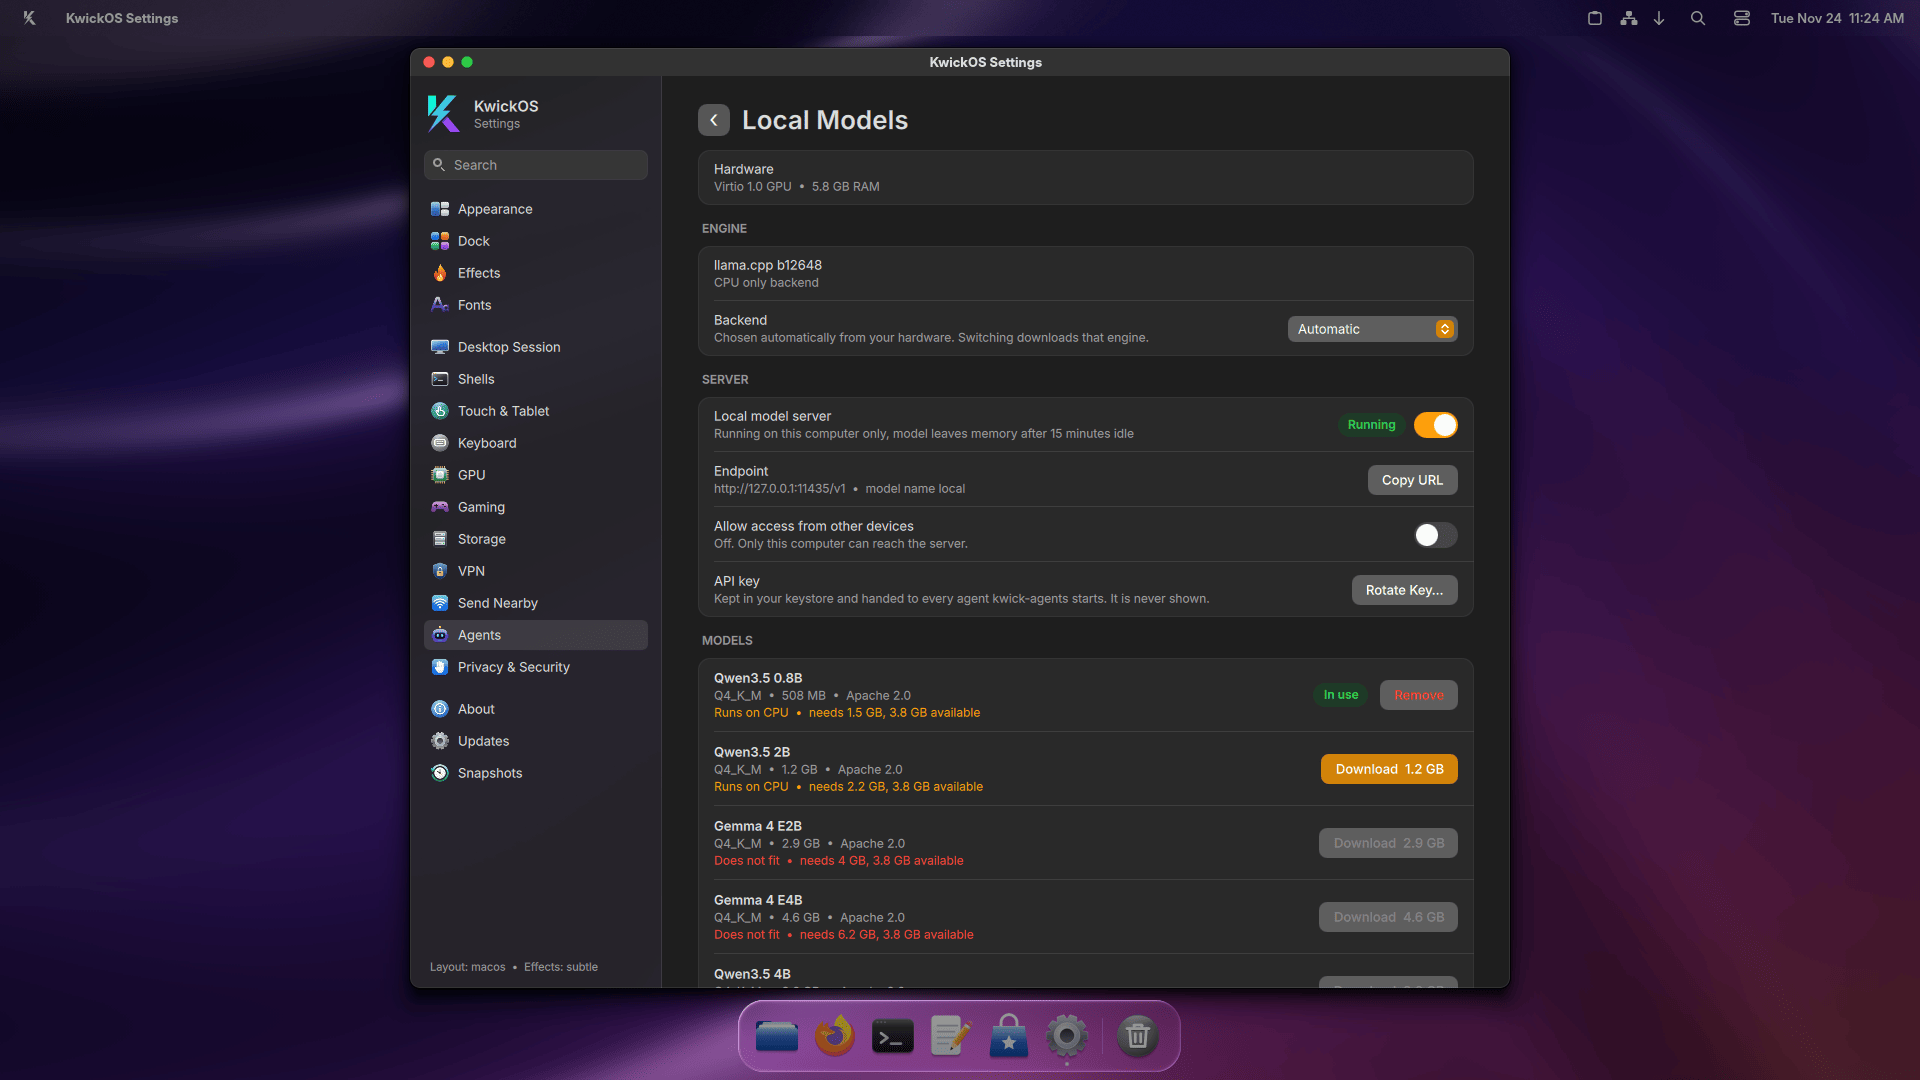 KwickOS Settings
Tue Nov 24 11:24 AM
KwickOS Settings
KwickOS
Settings
Search
Appearance
Dock
Effects
Fonts
Desktop Session
Shells
Touch & Tablet
Keyboard
GPU
Gaming
Storage
VPN
Send Nearby
Agents
Privacy & Security
About
Updates
Snapshots
Layout: macos • Effects: subtle
Local Models
Hardware
Virtio 1.0 GPU • 5.8 GB RAM
ENGINE
llama.cpp b12648
CPU only backend
Backend
Chosen automatically from your hardware. Switching downloads that engine.
Automatic
SERVER
Local model server
Running on this computer only, model leaves memory after 15 minutes idle
Running
Endpoint
http://127.0.0.1:11435/v1 • model name local
Copy URL
Allow access from other devices
Off. Only this computer can reach the server.
API key
Kept in your keystore and handed to every agent kwick-agents starts. It is never shown.
Rotate Key...
MODELS
Qwen3.5 0.8B
Q4_K_M • 508 MB • Apache 2.0
Runs on CPU • needs 1.5 GB, 3.8 GB available
In use
Remove
Qwen3.5 2B
Q4_K_M • 1.2 GB • Apache 2.0
Runs on CPU • needs 2.2 GB, 3.8 GB available
Download 1.2 GB
Gemma 4 E2B
Q4_K_M • 2.9 GB • Apache 2.0
Does not fit • needs 4 GB, 3.8 GB available
Download 2.9 GB
Gemma 4 E4B
Q4_K_M • 4.6 GB • Apache 2.0
Does not fit • needs 6.2 GB, 3.8 GB available
Download 4.6 GB
Qwen3.5 4B